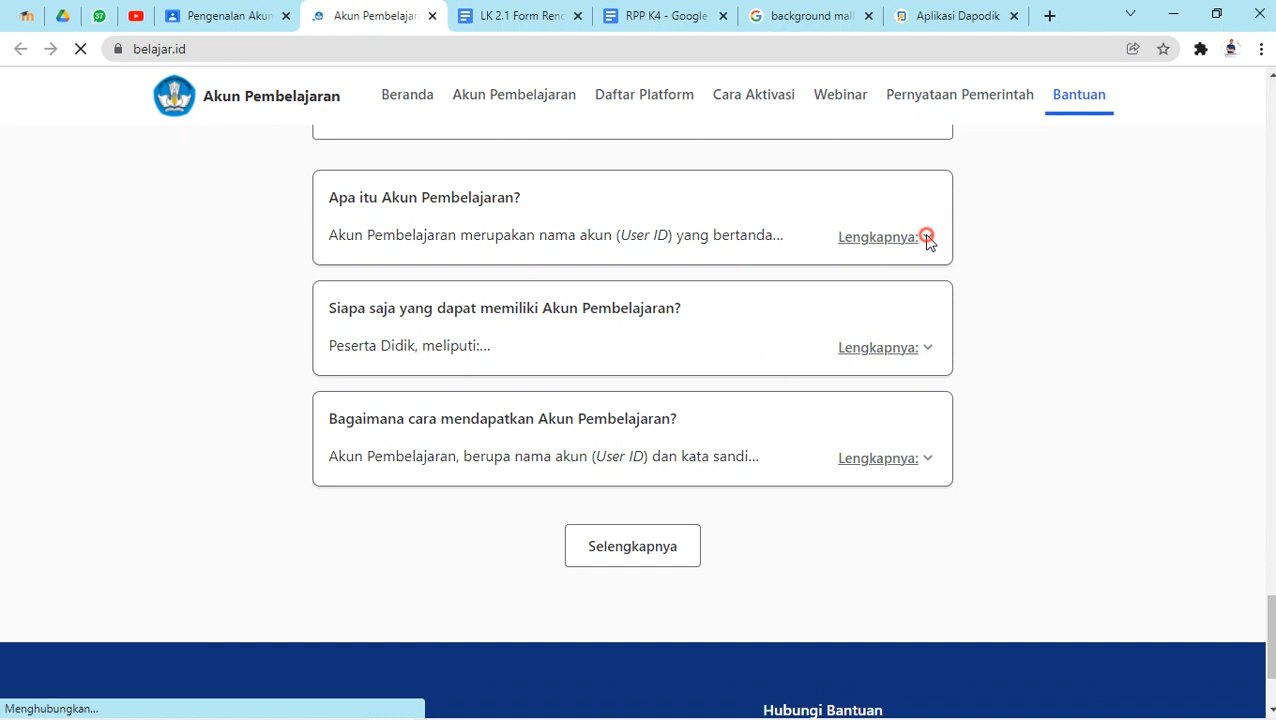 37
Pengenalan Akun
Akun Pembelajaran
LK 2.1 Form Renc
RPP K4 - Google
background mall
Aplikasi Dapodik
belajar.id
Akun Pembelajaran
Beranda
Akun Pembelajaran
Daftar Platform
Cara Aktivasi
Webinar
Pernyataan Pemerintah
Bantuan
Apa itu Akun Pembelajaran?
Akun Pembelajaran merupakan nama akun (User ID) yang bertanda...
Lengkapnya:
Siapa saja yang dapat memiliki Akun Pembelajaran?
Peserta Didik, meliputi:...
Lengkapnya:
Bagaimana cara mendapatkan Akun Pembelajaran?
Akun Pembelajaran, berupa nama akun (User ID) dan kata sandi...
Lengkapnya:
Selengkapnya
Menghubungkan...
Hubungi Bantuan